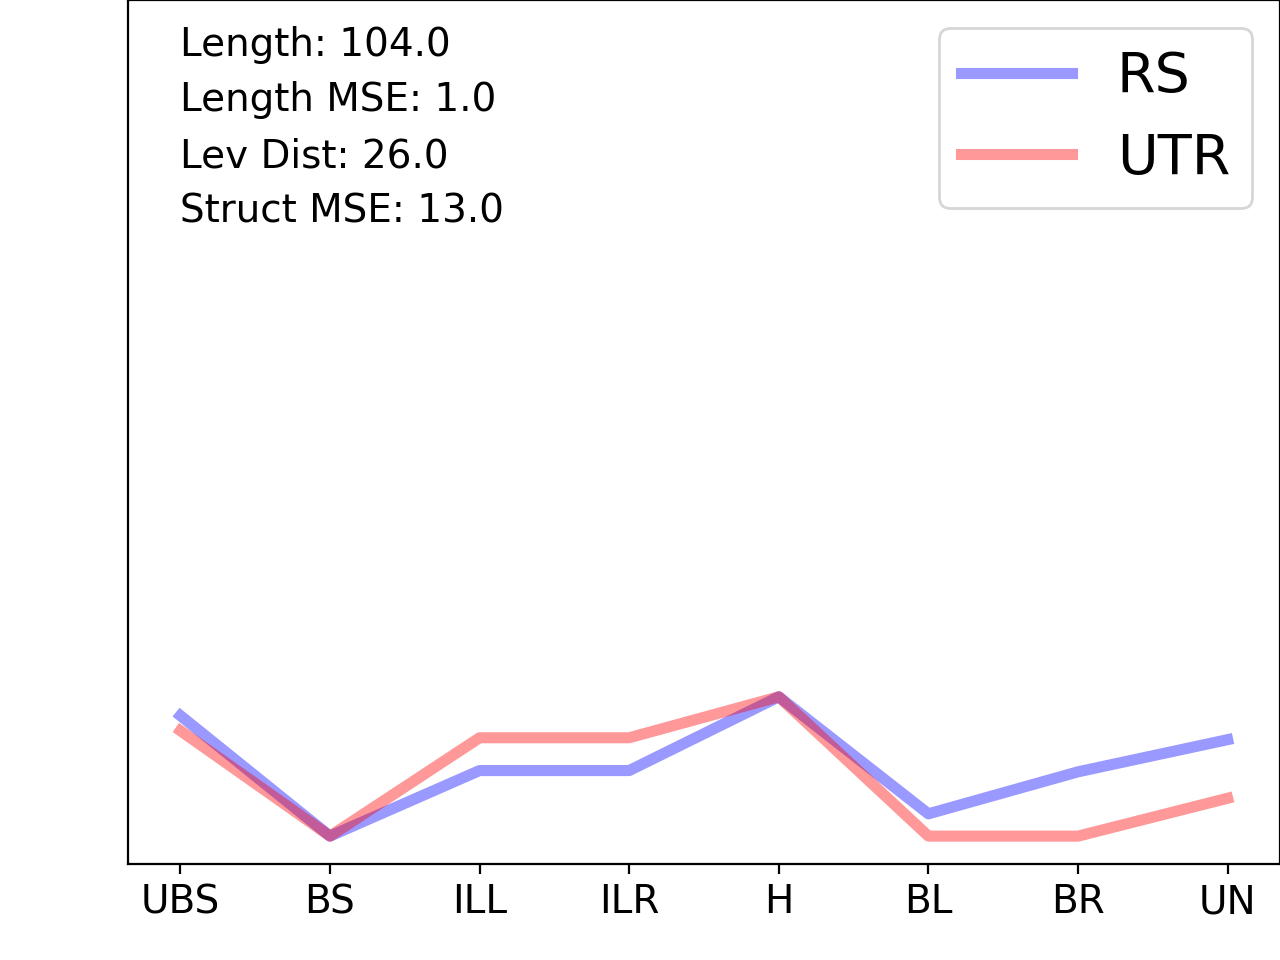 Length: 104.0
Length MSE: 1.0
Lev Dist: 26.0
Struct MSE: 13.0
RS
UTR
UBS BS ILL ILR H BL BR UN